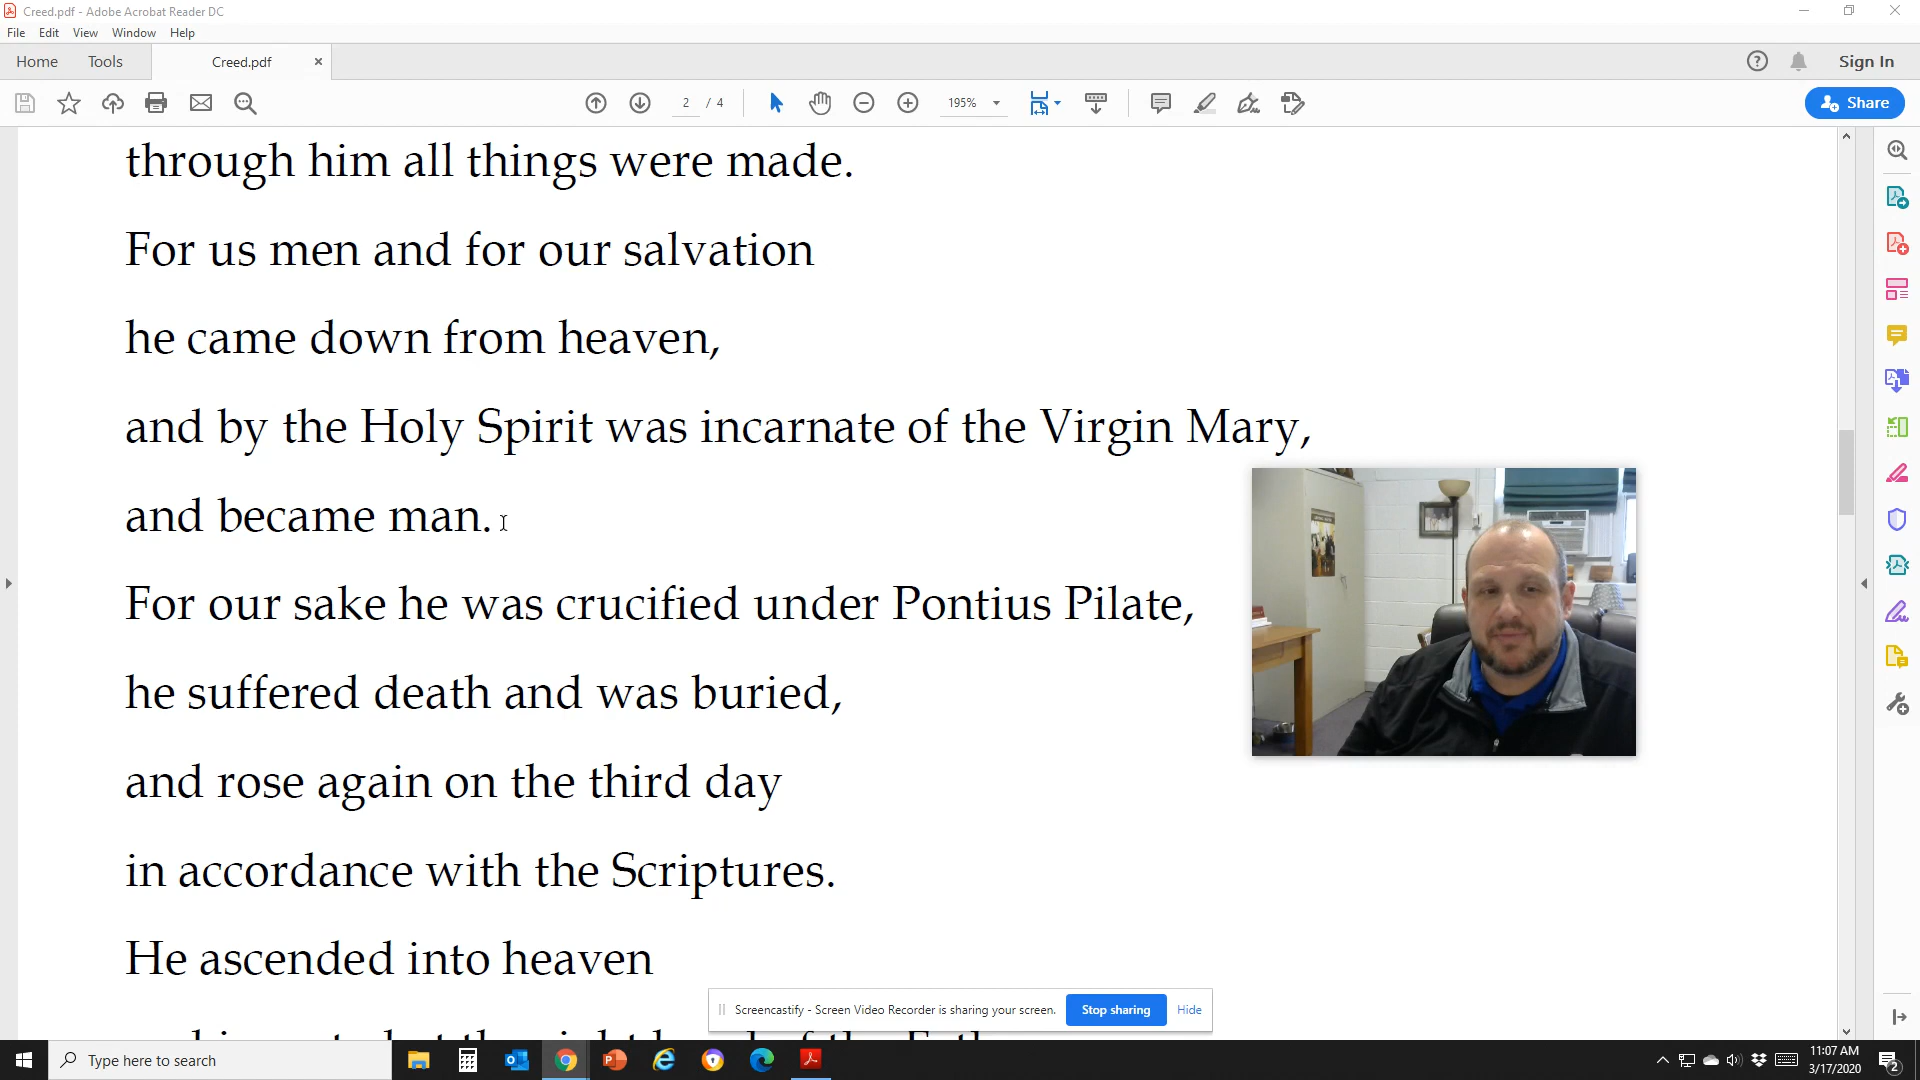 Creed.pdf - Adobe Acrobat Reader DC
File Edit View Window Help
Home Tools Creed.pdf × Sign In
2 / 4 195% Share
through him all things were made.
For us men and for our salvation
he came down from heaven,
and by the Holy Spirit was incarnate of the Virgin Mary,
and became man.
For our sake he was crucified under Pontius Pilate,
he suffered death and was buried,
and rose again on the third day
in accordance with the Scriptures.
He ascended into heaven
Screencastify - Screen Video Recorder is sharing your screen. Stop sharing Hide
Type here to search
11:07 AM
3/17/2020
2